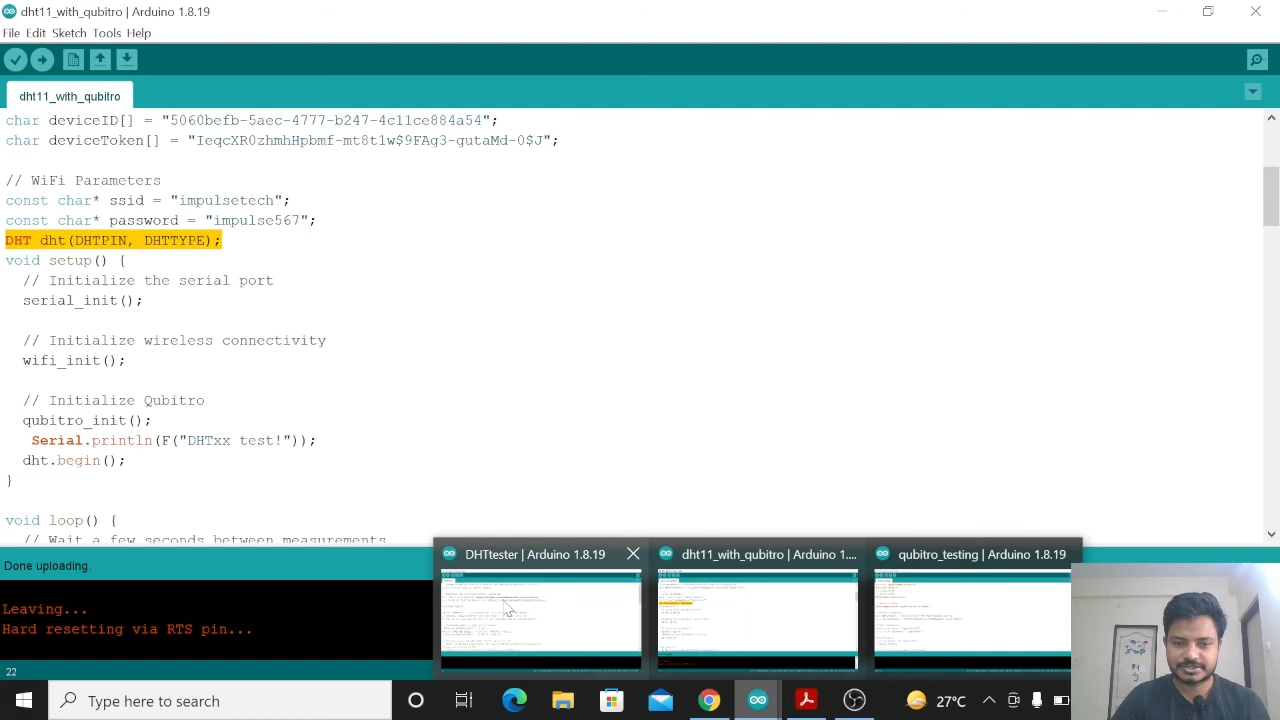 dht11_with_qubitro | Arduino 1.8.19
File Edit Sketch Tools Help
dht11_with_qubitro
char deviceID[] = "5060befb-5aec-4777-b247-4c11ce884a54";
char deviceToken[] = "IeqcXR0zhmhHpbmf-mt8t1w$9FAg3-gutaMd-0$J";
// WiFi Parameters
const char* ssid = "impulsetech";
const char* password = "impulse567";
DHT dht(DHTPIN, DHTTYPE);
void setup() {
// Initialize the serial port
serial_init();
// Initialize wireless connectivity
wifi_init();
// Initialize Qubitro
qubitro_init();
Serial.println(F("DHTxx test!"));
dht.begin();
}
void loop() {
// Wait a few seconds between measurements
DHTtester | Arduino 1.8.19
dht11_with_qubitro | Arduino 1....
qubitro_testing | Arduino 1.8.19
Done uploading.
Leaving...
Hard resetting via RTS pin...
22
Type here to search
27°C